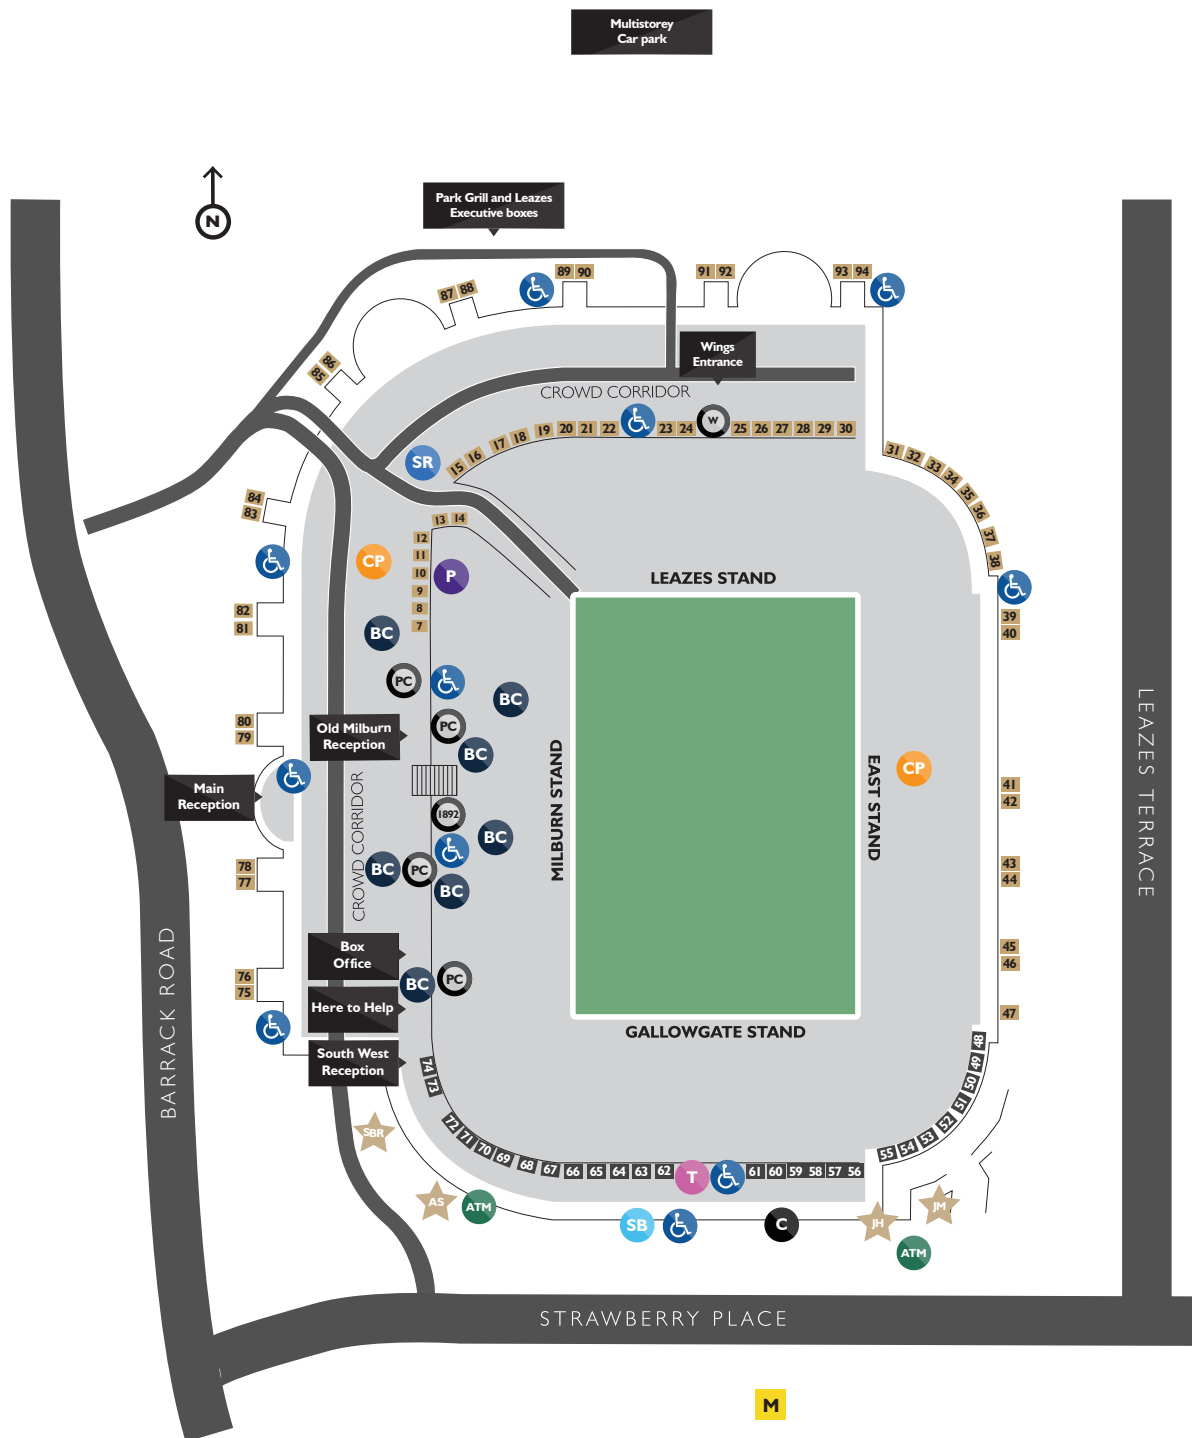 Multistorey
Car park
N
Park Grill and Leazes
Executive boxes
89 90
91 92
93 94
87 88
86
85
Wings
Entrance
CROWD CORRIDOR
15 16 17 18 19 20 21 22 23 24 W 25 26 27 28 29 30
SR
31 32 33 34 35 36 37 38
84
83
13 14
12
11
10
9
8
7
CP
P
LEAZES STAND
82
81
39
40
BC
PC
BC
80
79
Old Milburn
Reception
PC
BC
MILBURN STAND
EAST STAND
CP
LEAZES TERRACE
Main
Reception
CROWD CORRIDOR
1892
BC
41
42
78
77
BC
PC
BC
43
44
Box
Office
45
46
76
75
BC
PC
Here to Help
47
BARRACK ROAD
GALLOWGATE STAND
South West
Reception
74
73
48
49
50
51
52
53
54
55
SBR
72 71 70 69 68 67 66 65 64 63 62 T 61 60 59 58 57 56
AS
ATM
SB
C
JH
JM
ATM
STRAWBERRY PLACE
M